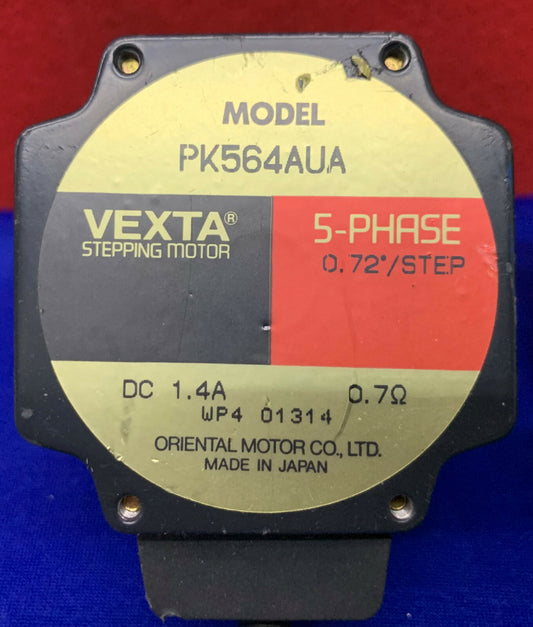 MODEL
PK564AUA
VEXTA®
STEPPING MOTOR
5-PHASE
0.72°/STEP
DC 1.4A 0.7Ω
WP4 01314
ORIENTAL MOTOR CO., LTD.
MADE IN JAPAN